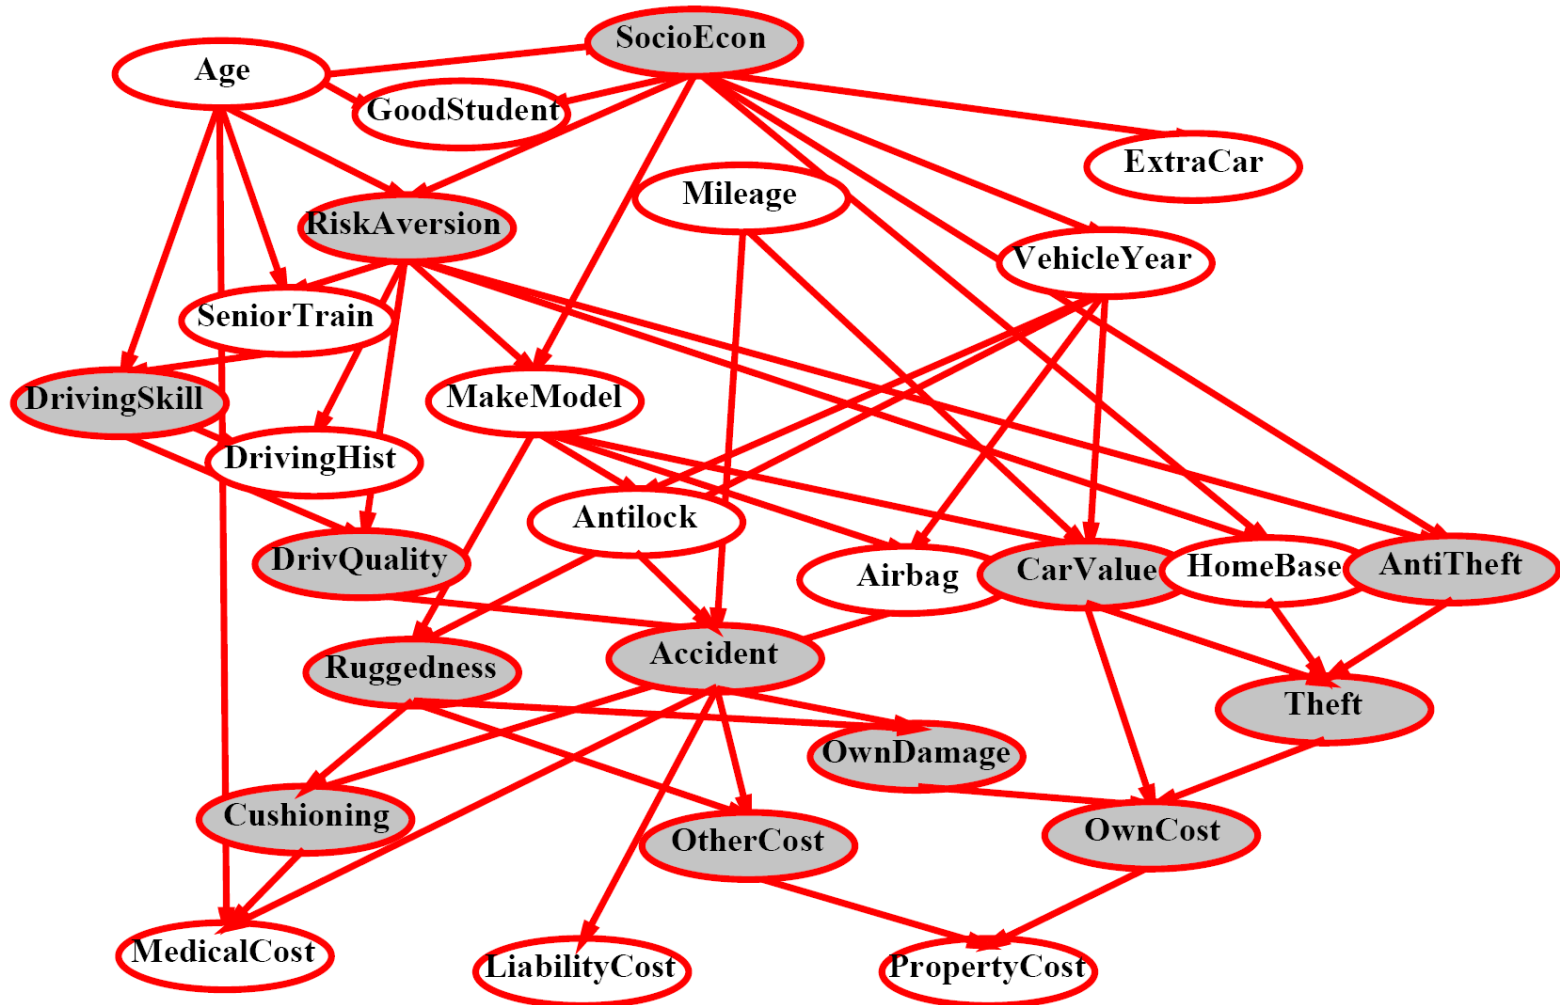 SocioEcon
Age
GoodStudent
ExtraCar
Mileage
RiskAversion
VehicleYear
SeniorTrain
DrivingSkill
MakeModel
DrivingHist
Antilock
DrivQuality
Airbag
CarValue
HomeBase
AntiTheft
Ruggedness
Accident
Theft
OwnDamage
Cushioning
OtherCost
OwnCost
MedicalCost
LiabilityCost
PropertyCost